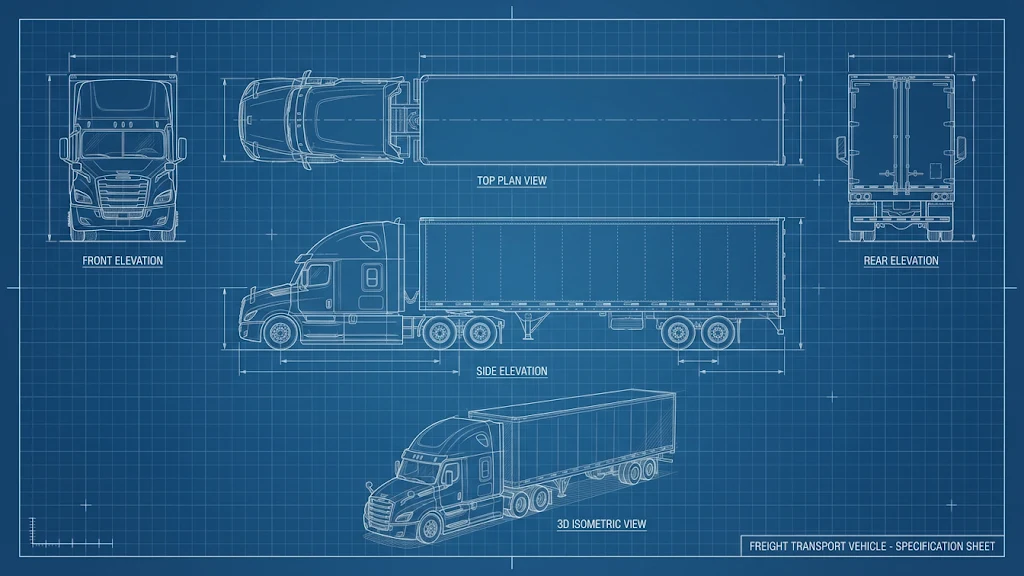 TOP PLAN VIEW
FRONT ELEVATION
REAR ELEVATION
SIDE ELEVATION
3D ISOMETRIC VIEW
FREIGHT TRANSPORT VEHICLE - SPECIFICATION SHEET